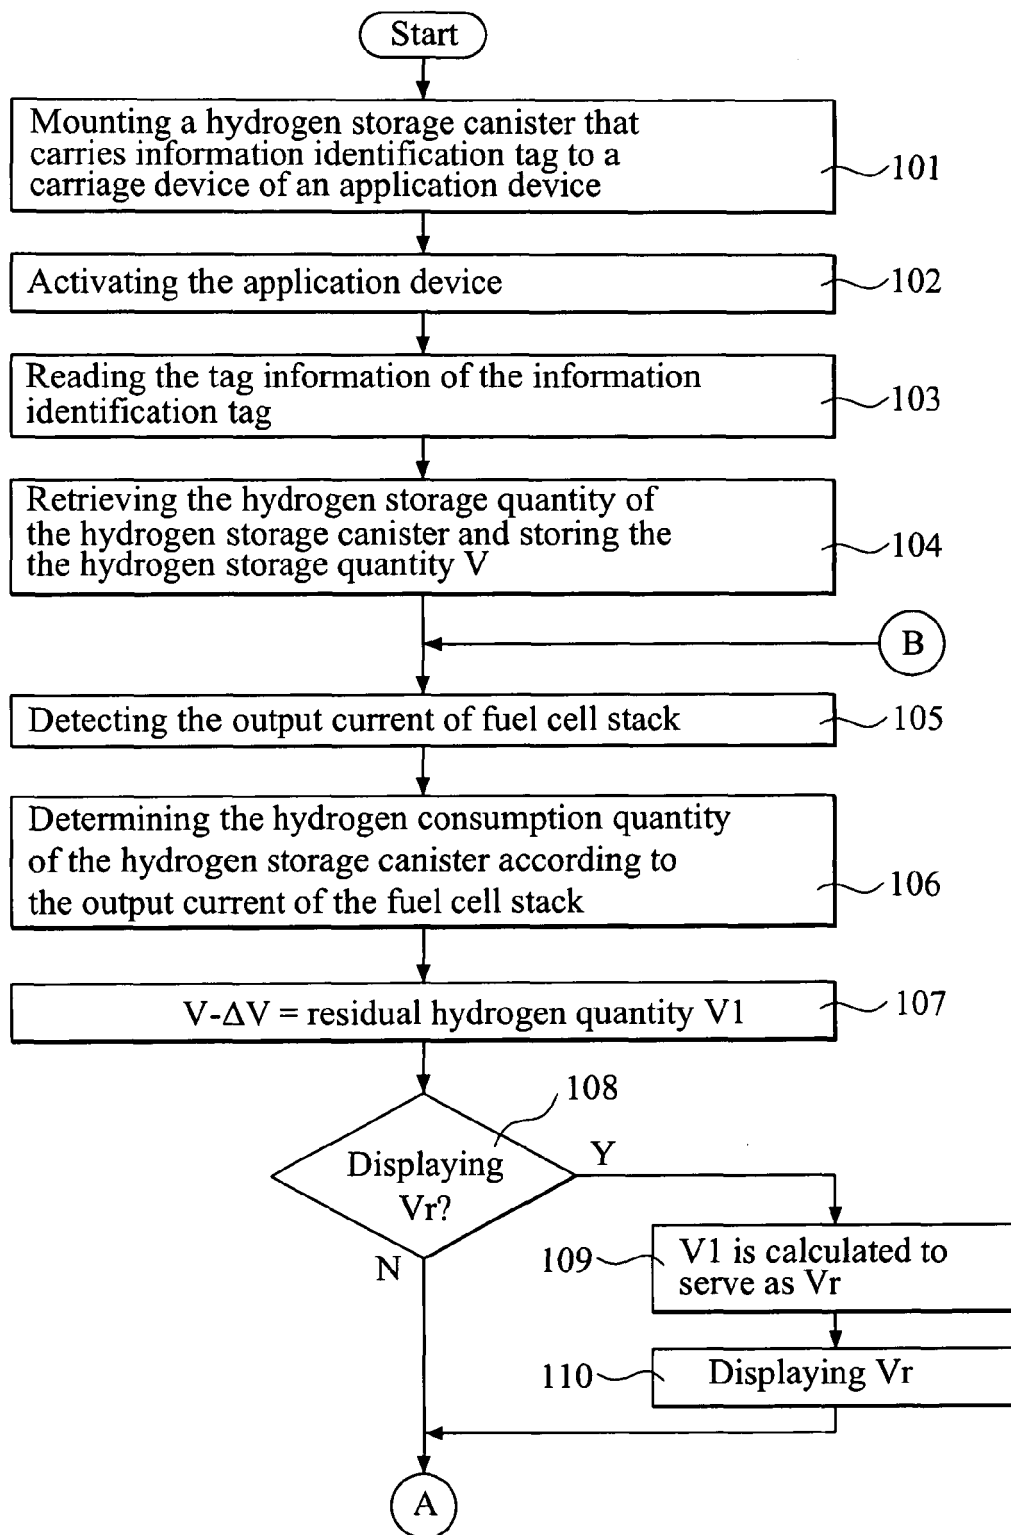 Start
Mounting a hydrogen storage canister that
carries information identification tag to a
carriage device of an application device
101
Activating the application device
102
Reading the tag information of the information
identification tag
103
Retrieving the hydrogen storage quantity of
the hydrogen storage canister and storing the
the hydrogen storage quantity V
104
B
Detecting the output current of fuel cell stack
105
Determining the hydrogen consumption quantity
of the hydrogen storage canister according to
the output current of the fuel cell stack
106
V-ΔV = residual hydrogen quantity V1
107
108
Displaying
Vr?
Y
N
109
V1 is calculated to
serve as Vr
110
Displaying Vr
A